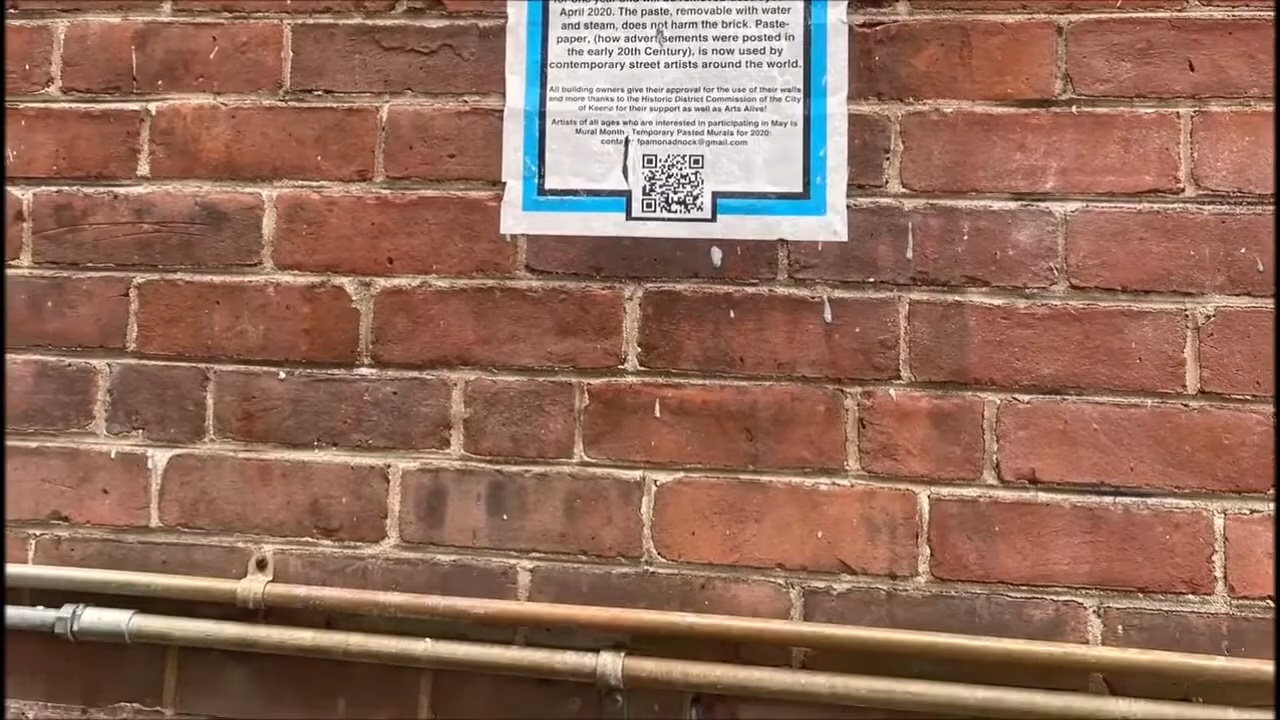 April 2020. The paste, removable with water
and steam, does not harm the brick. Paste-
paper, (how advertisements were posted in
the early 20th Century), is now used by
contemporary street artists around the world.
All building owners give their approval for the use of their walls
and more thanks to the Historic District Commission of the City
of Keene for their support as well as Arts Alive!
Artists of all ages who are interested in participating in May is
Mural Month - Temporary Pasted Murals for 2020:
fpamonadnock@gmail.com